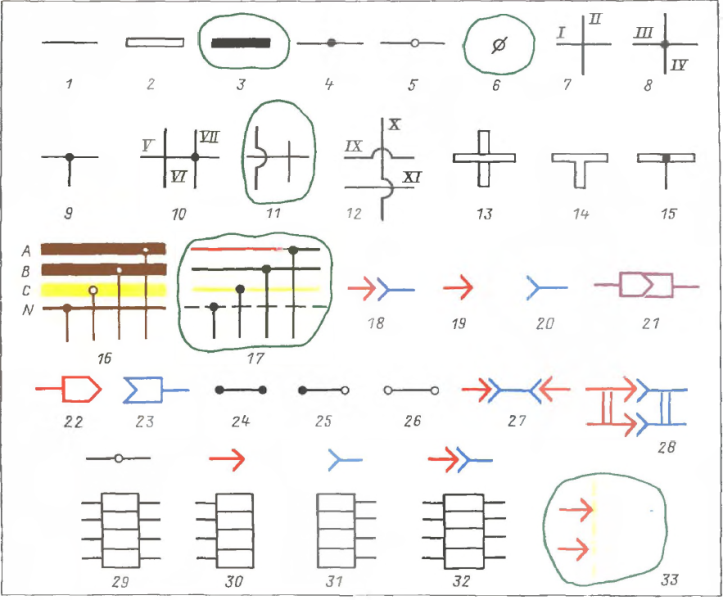 1 2 3 4 5 6 7 8
I II III IV
V VI VII IX X XI
9 10 11 12 13 14 15
A
B
C
N
16 17 18 19 20 21
22 23 24 25 26 27 28
29 30 31 32 33